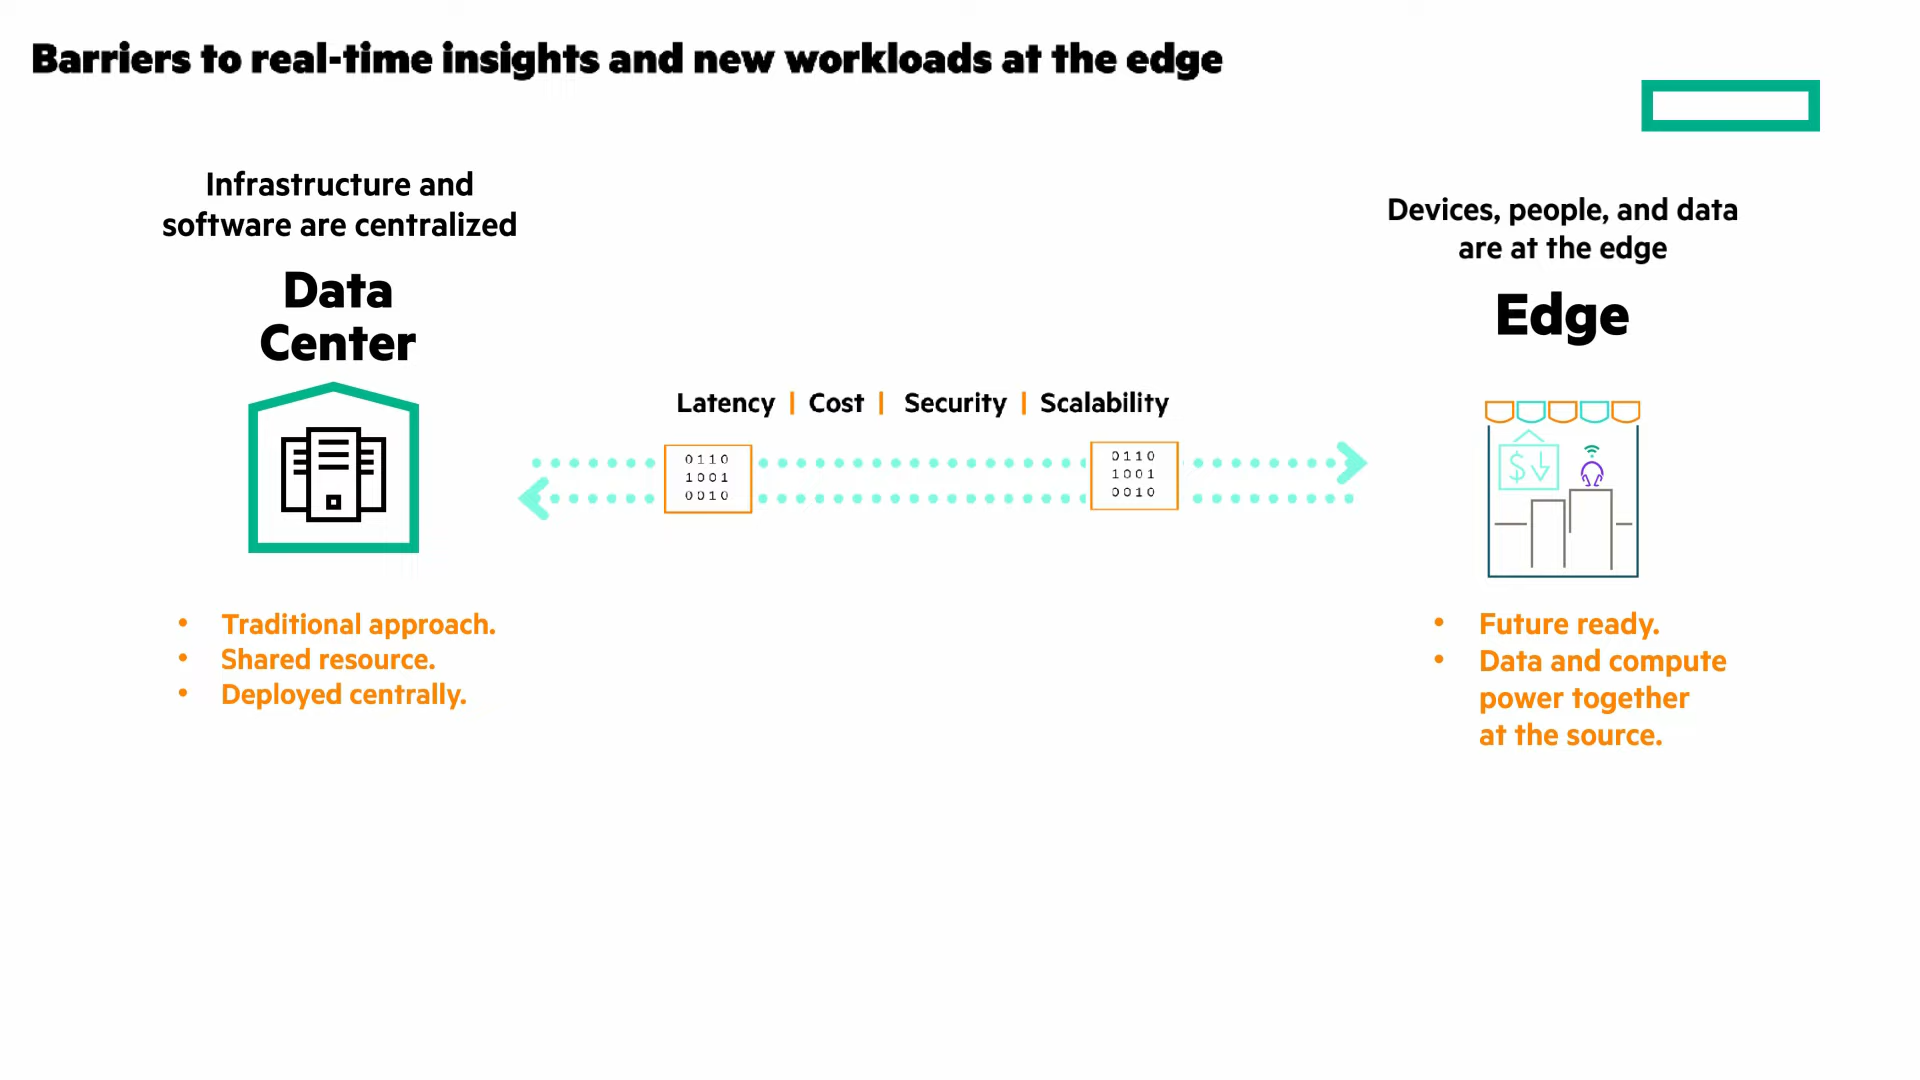 Barriers to real-time insights and new workloads at the edge
Infrastructure and
software are centralized
Data
Center
• Traditional approach.
• Shared resource.
• Deployed centrally.
Latency | Cost | Security | Scalability
0110
1001
0010
0110
1001
0010
Devices, people, and data
are at the edge
Edge
$
• Future ready.
• Data and compute
power together
at the source.